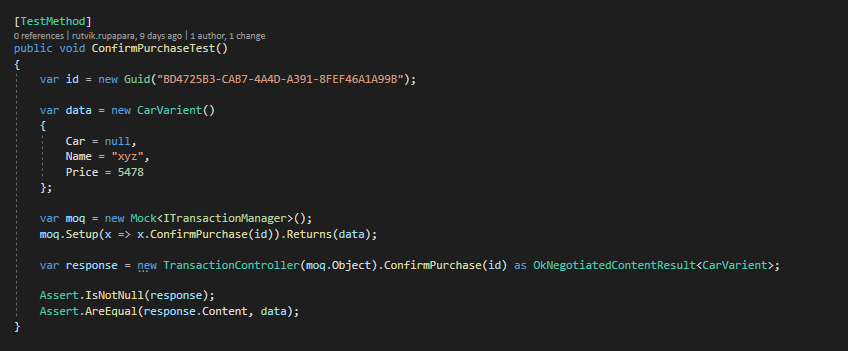 [TestMethod]
0 references | rutvik.rupapara, 9 days ago | 1 author, 1 change
public void ConfirmPurchaseTest()
{
var id = new Guid("BD4725B3-CAB7-4A4D-A391-8FEF46A1A99B");
var data = new CarVarient()
{
Car = null,
Name = "xyz",
Price = 5478
};
var moq = new Mock<ITransactionManager>();
moq.Setup(x => x.ConfirmPurchase(id)).Returns(data);
var response = new TransactionController(moq.Object).ConfirmPurchase(id) as OkNegotiatedContentResult<CarVarient>;
Assert.IsNotNull(response);
Assert.AreEqual(response.Content, data);
}